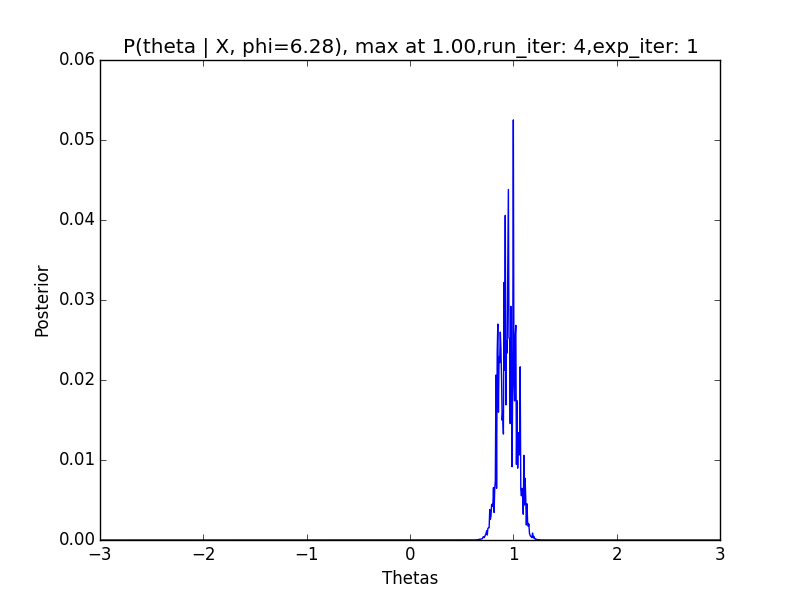 P(theta | X, phi=6.28), max at 1.00,run_iter: 4,exp_iter: 1
0.06
0.05
0.04
0.03
0.02
0.01
0.00
Posterior
−3 −2 −1 0 1 2 3
Thetas